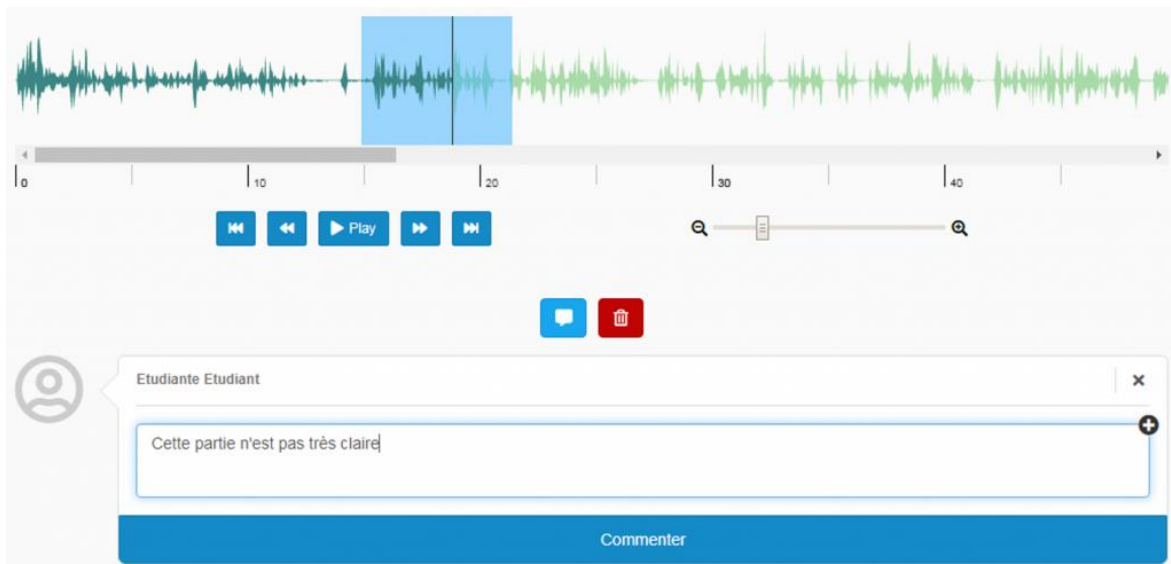 0 10 20 30 40
Play
Etudiante Etudiant
Cette partie n'est pas très claire
Commenter